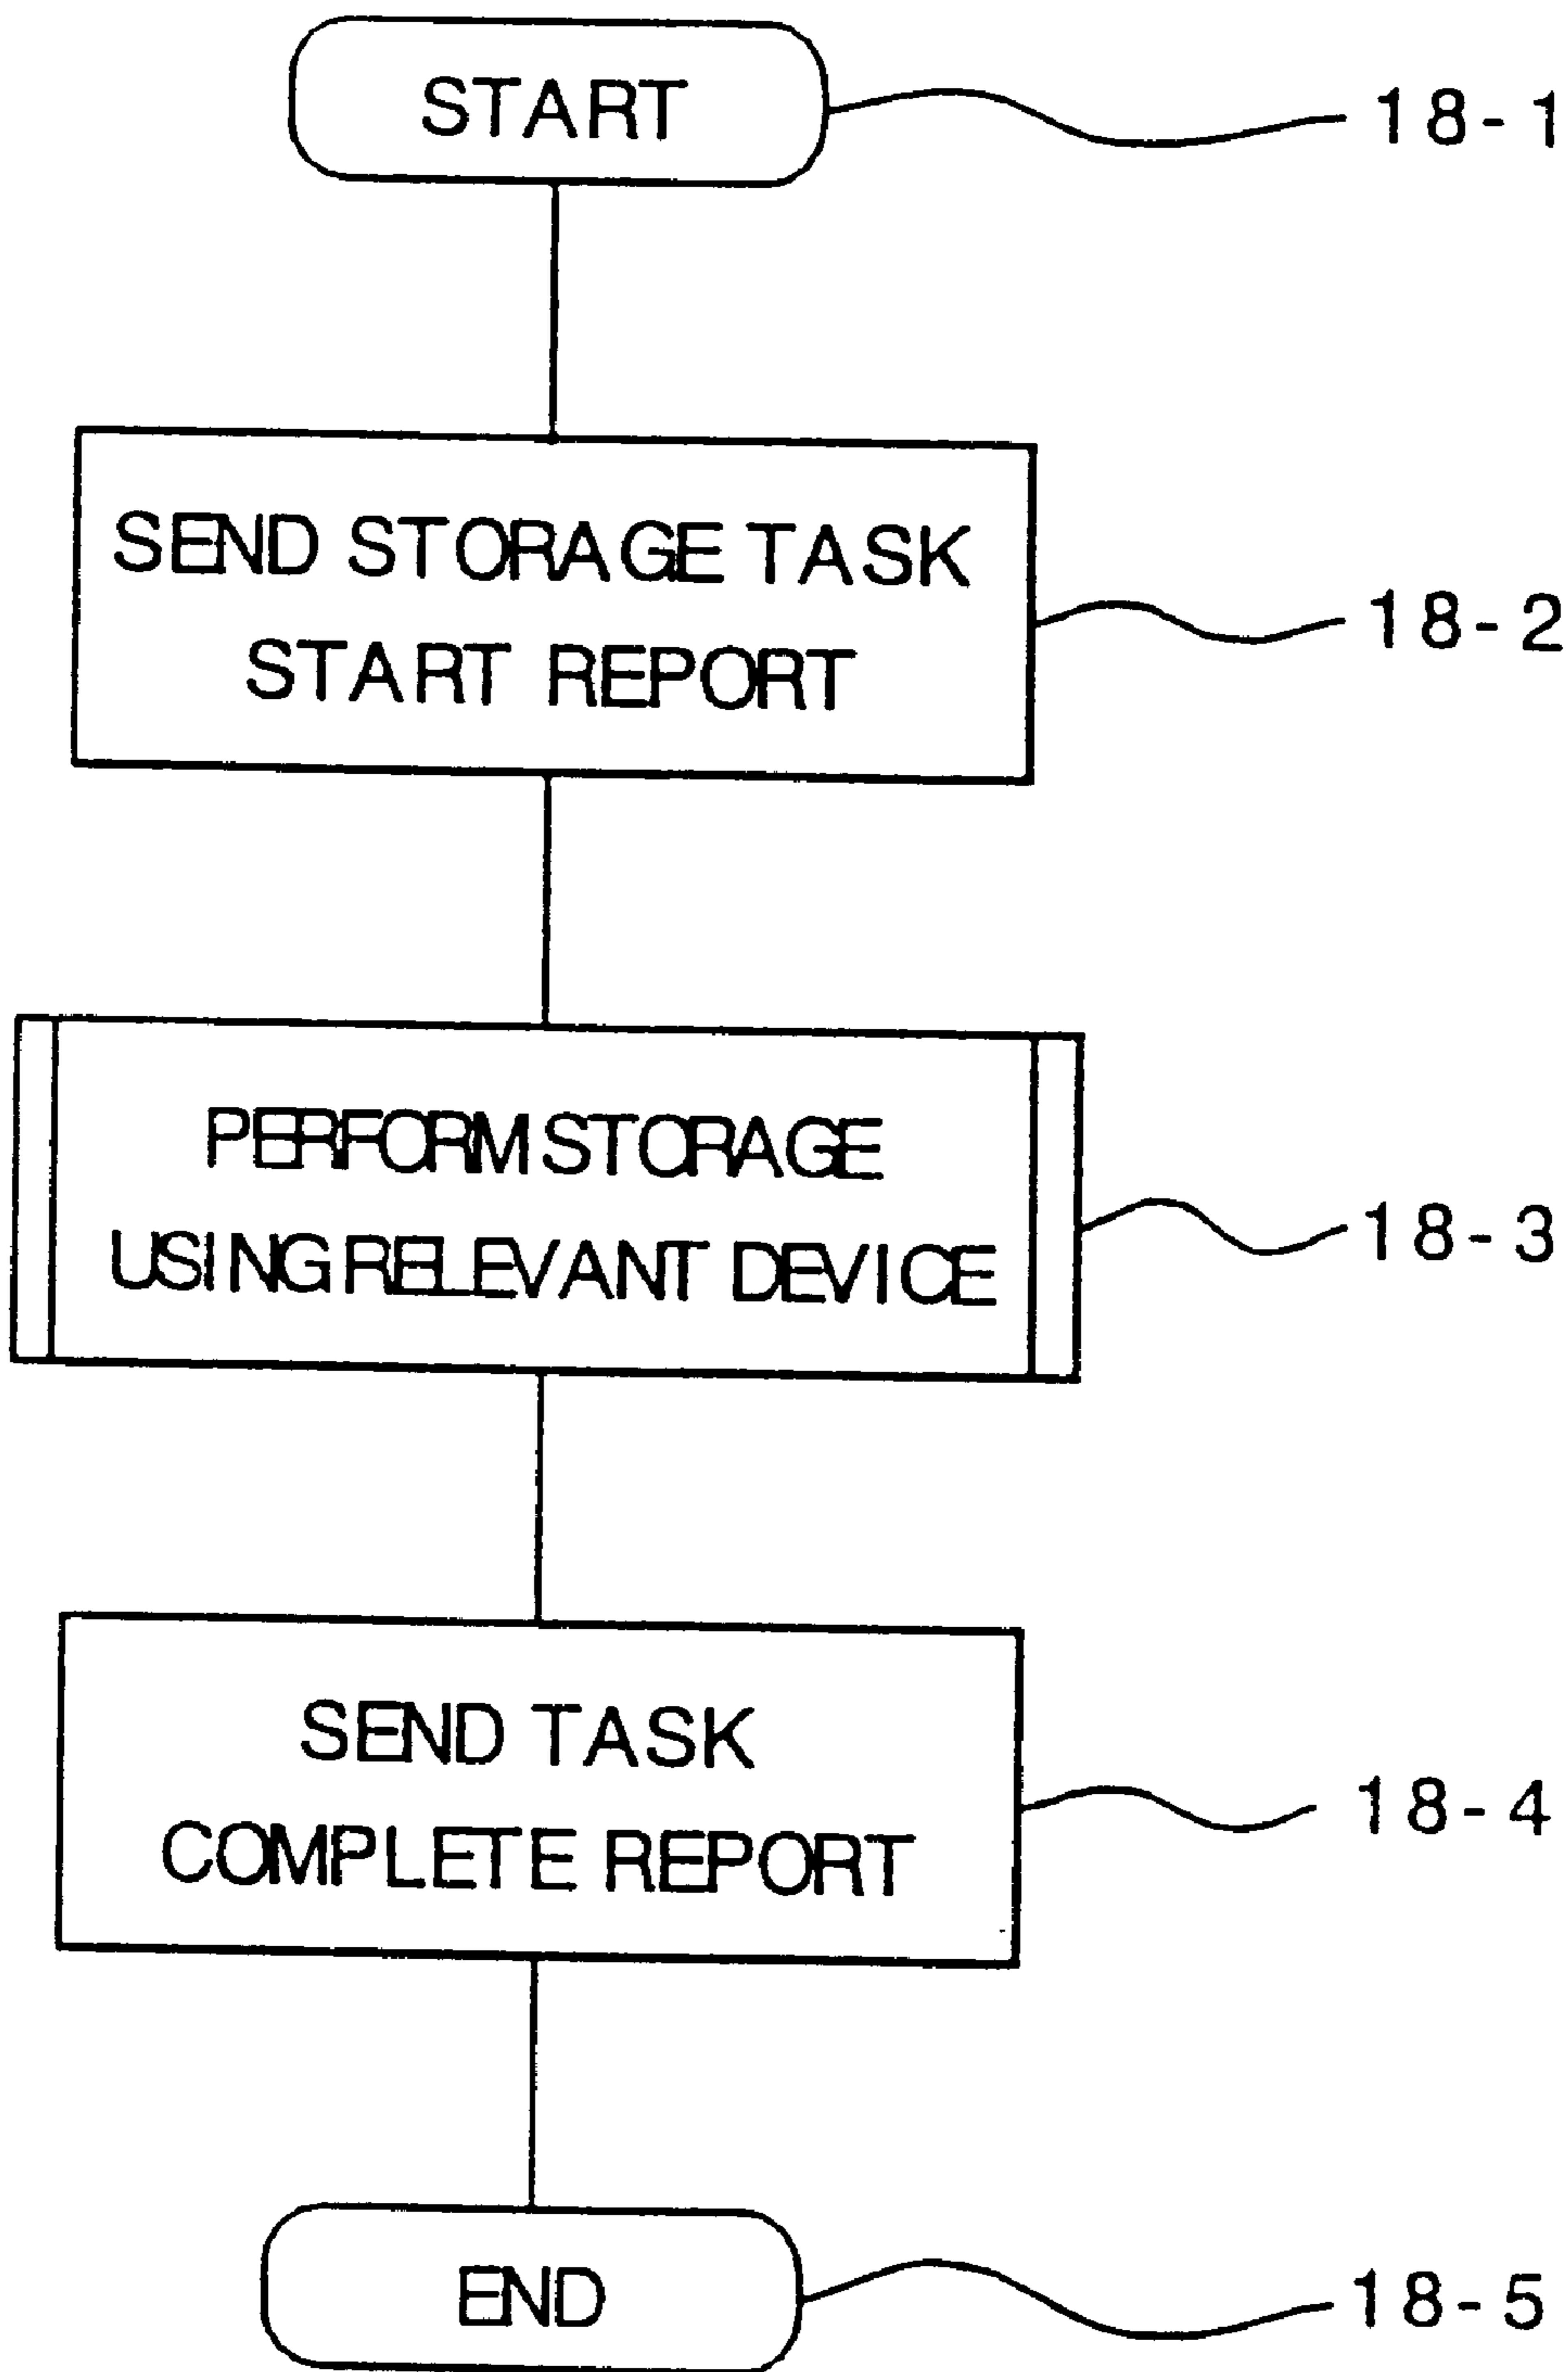 START
18-1
SEND STORAGE TASK
START REPORT
18-2
PERFORM STORAGE
USING RELEVANT DEVICE
18-3
SEND TASK
COMPLETE REPORT
18-4
END
18-5